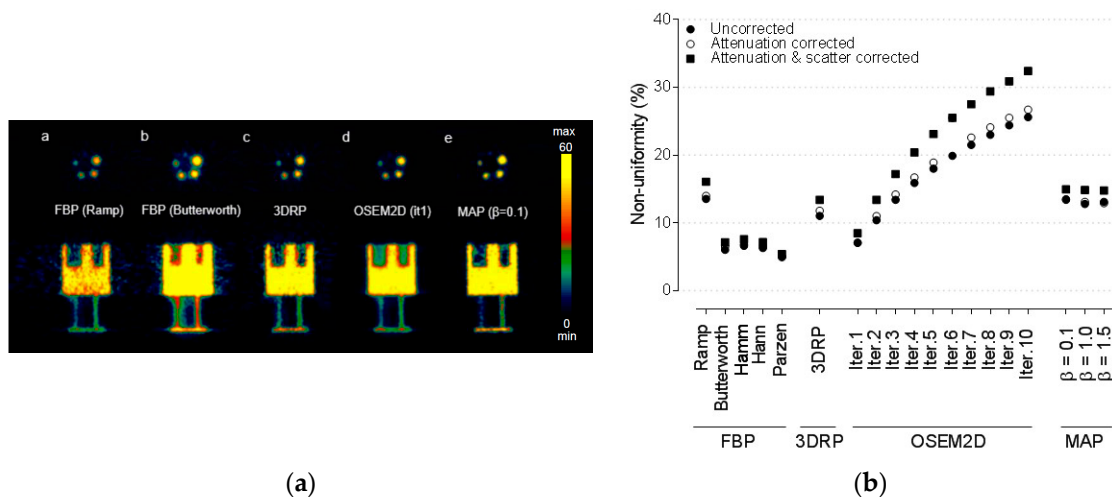 a b c d e
FBP (Ramp) FBP (Butterworth) 3DRP OSEM2D (it1) MAP (β=0.1)
max
60
0
min
(a)
Non-uniformity (%)
40
30
20
10
0
Uncorrected
Attenuation corrected
Attenuation & scatter corrected
Ramp
Butterworth
Hamm
Hann
Parzen
3DRP
Iter.1
Iter.2
Iter.3
Iter.4
Iter.5
Iter.6
Iter.7
Iter.8
Iter.9
Iter.10
β = 0.1
β = 1.0
β = 1.5
FBP 3DRP OSEM2D MAP
(b)